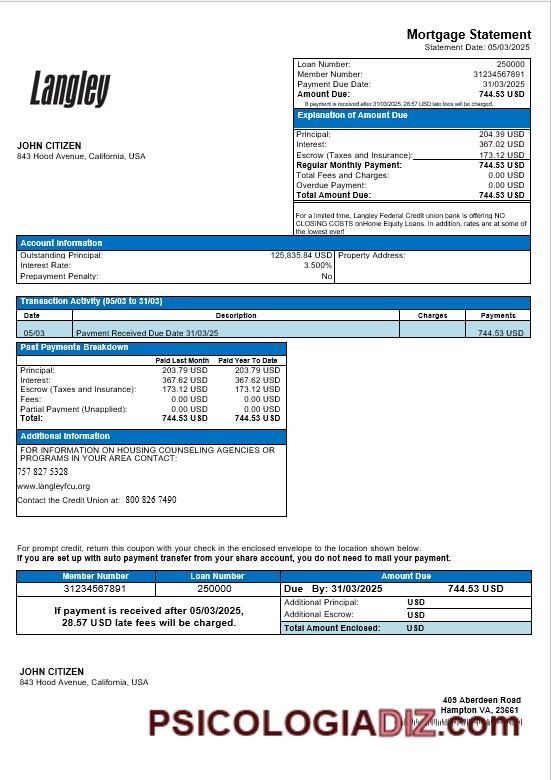 Mortgage Statement
Statement Date: 05/03/2025
Langley
Loan Number: 250000
Member Number: 31234567891
Payment Due Date: 31/03/2025
Amount Due: 744.53 USD
If payment is received after 31/03/2025, 28.57 USD late fees will be charged.
Explanation of Amount Due
Principal: 204.39 USD
Interest: 367.02 USD
Escrow (Taxes and Insurance): 173.12 USD
Regular Monthly Payment: 744.53 USD
Total Fees and Charges: 0.00 USD
Overdue Payment: 0.00 USD
Total Amount Due: 744.53 USD
JOHN CITIZEN
843 Hood Avenue, California, USA
For a limited time, Langley Federal Credit union bank is offering NO
CLOSING COSTS onHome Equity Loans. In addition, rates are at some of
the lowest ever!
Account Information
Outstanding Principal: 125,835.84 USD Property Address:
Interest Rate: 3.500%
Prepayment Penalty: No
Transaction Activity (05/03 to 31/03)
Date Description Charges Payments
05/03 Payment Received Due Date 31/03/25 744.53 USD
Past Payments Breakdown
Paid Last Month Paid Year To Date
Principal: 203.79 USD 203.79 USD
Interest: 367.62 USD 367.62 USD
Escrow (Taxes and Insurance): 173.12 USD 173.12 USD
Fees: 0.00 USD 0.00 USD
Partial Payment (Unapplied): 0.00 USD 0.00 USD
Total: 744.53 USD 744.53 USD
Additional Information
FOR INFORMATION ON HOUSING COUNSELING AGENCIES OR
PROGRAMS IN YOUR AREA CONTACT:
757 827 5328
www.langleyfcu.org
Contact the Credit Union at: 800 826 7490
For prompt credit, return this coupon with your check in the enclosed envelope to the location shown below.
If you are set up with auto payment transfer from your share account, you do not need to mail your payment.
Member Number Loan Number Amount Due
31234567891 250000 Due By: 31/03/2025 744.53 USD
If payment is received after 05/03/2025,
28.57 USD late fees will be charged.
Additional Principal: USD
Additional Escrow: USD
Total Amount Enclosed: USD
JOHN CITIZEN
843 Hood Avenue, California, USA
409 Aberdeen Road
Hampton VA, 23661
PSICOLOGIADIZ.com